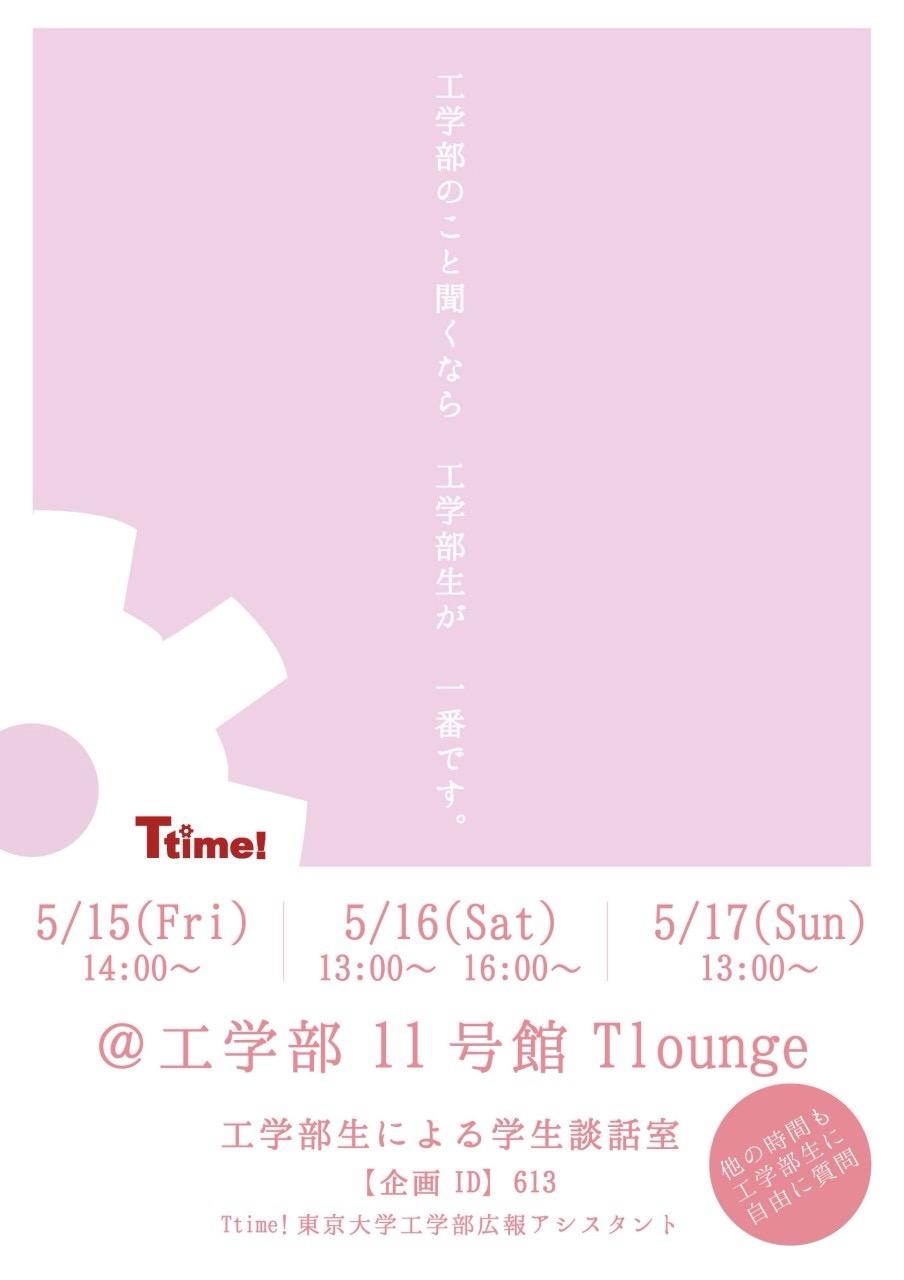 工学部のこと聞くなら　工学部生が　一番です。
Ttime!
5/15(Fri)
14:00～
5/16(Sat)
13:00～ 16:00～
5/17(Sun)
13:00～
@工学部 11 号館 Tlounge
工学部生による学生談話室
【企画 ID】613
Ttime! 東京大学工学部広報アシスタント
他の時間も
工学部生に
自由に質問